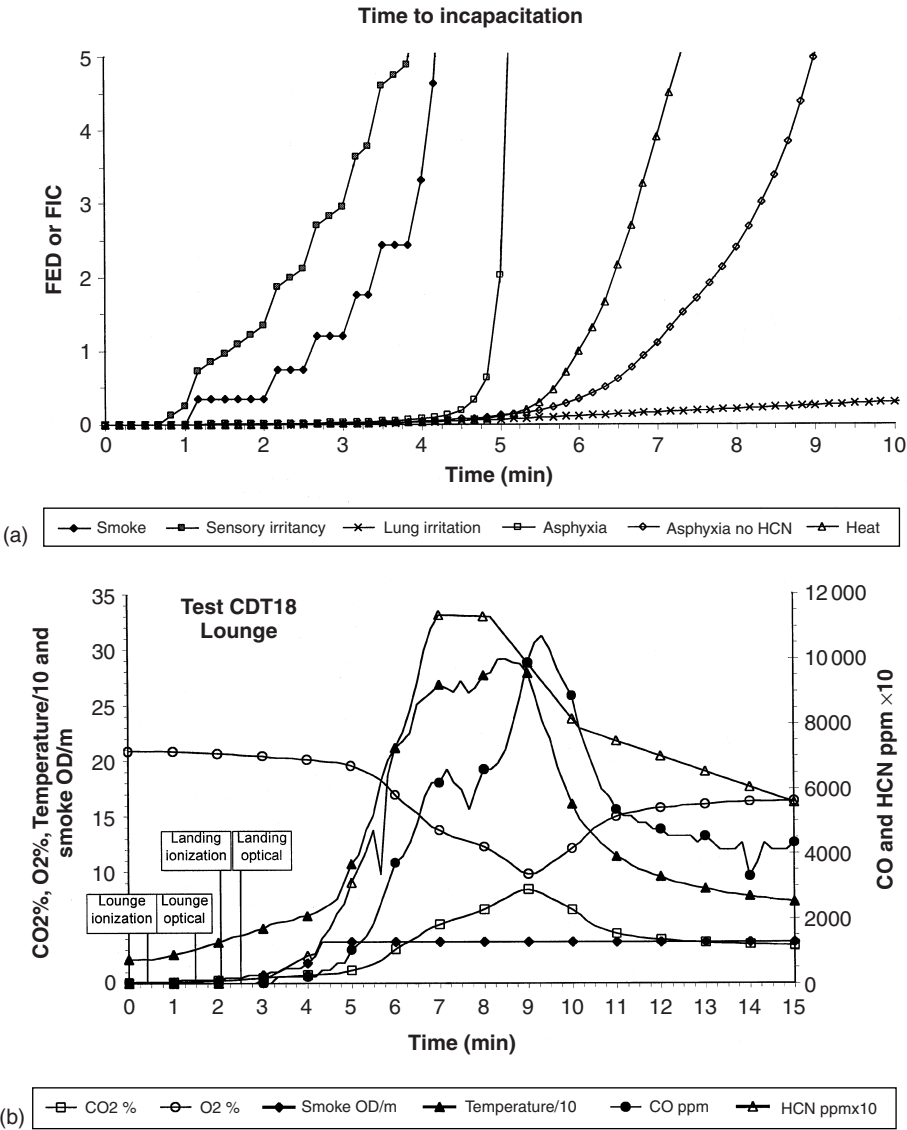 Time to incapacitation
5
4
3
2
1
0
FED or FIC
0 1 2 3 4 5 6 7 8 9 10
Time (min)
(a)
Smoke Sensory irritancy Lung irritation Asphyxia Asphyxia no HCN Heat
Test CDT18
Lounge
35
30
25
20
15
10
5
0
CO2%, O2%, Temperature/10 and
smoke OD/m
12 000
10 000
8000
6000
4000
2000
0
CO and HCN ppm ×10
Landing
ionization
Landing
optical
Lounge
ionization
Lounge
optical
0 1 2 3 4 5 6 7 8 9 10 11 12 13 14 15
Time (min)
(b)
CO2 % O2 % Smoke OD/m Temperature/10 CO ppm HCN ppmx10